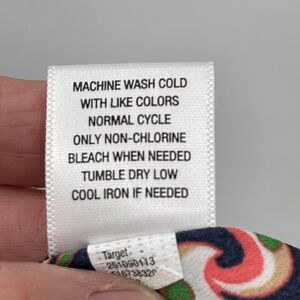 MACHINE WASH COLD
WITH LIKE COLORS
NORMAL CYCLE
ONLY NON-CHLORINE
BLEACH WHEN NEEDED
TUMBLE DRY LOW
COOL IRON IF NEEDED
Target